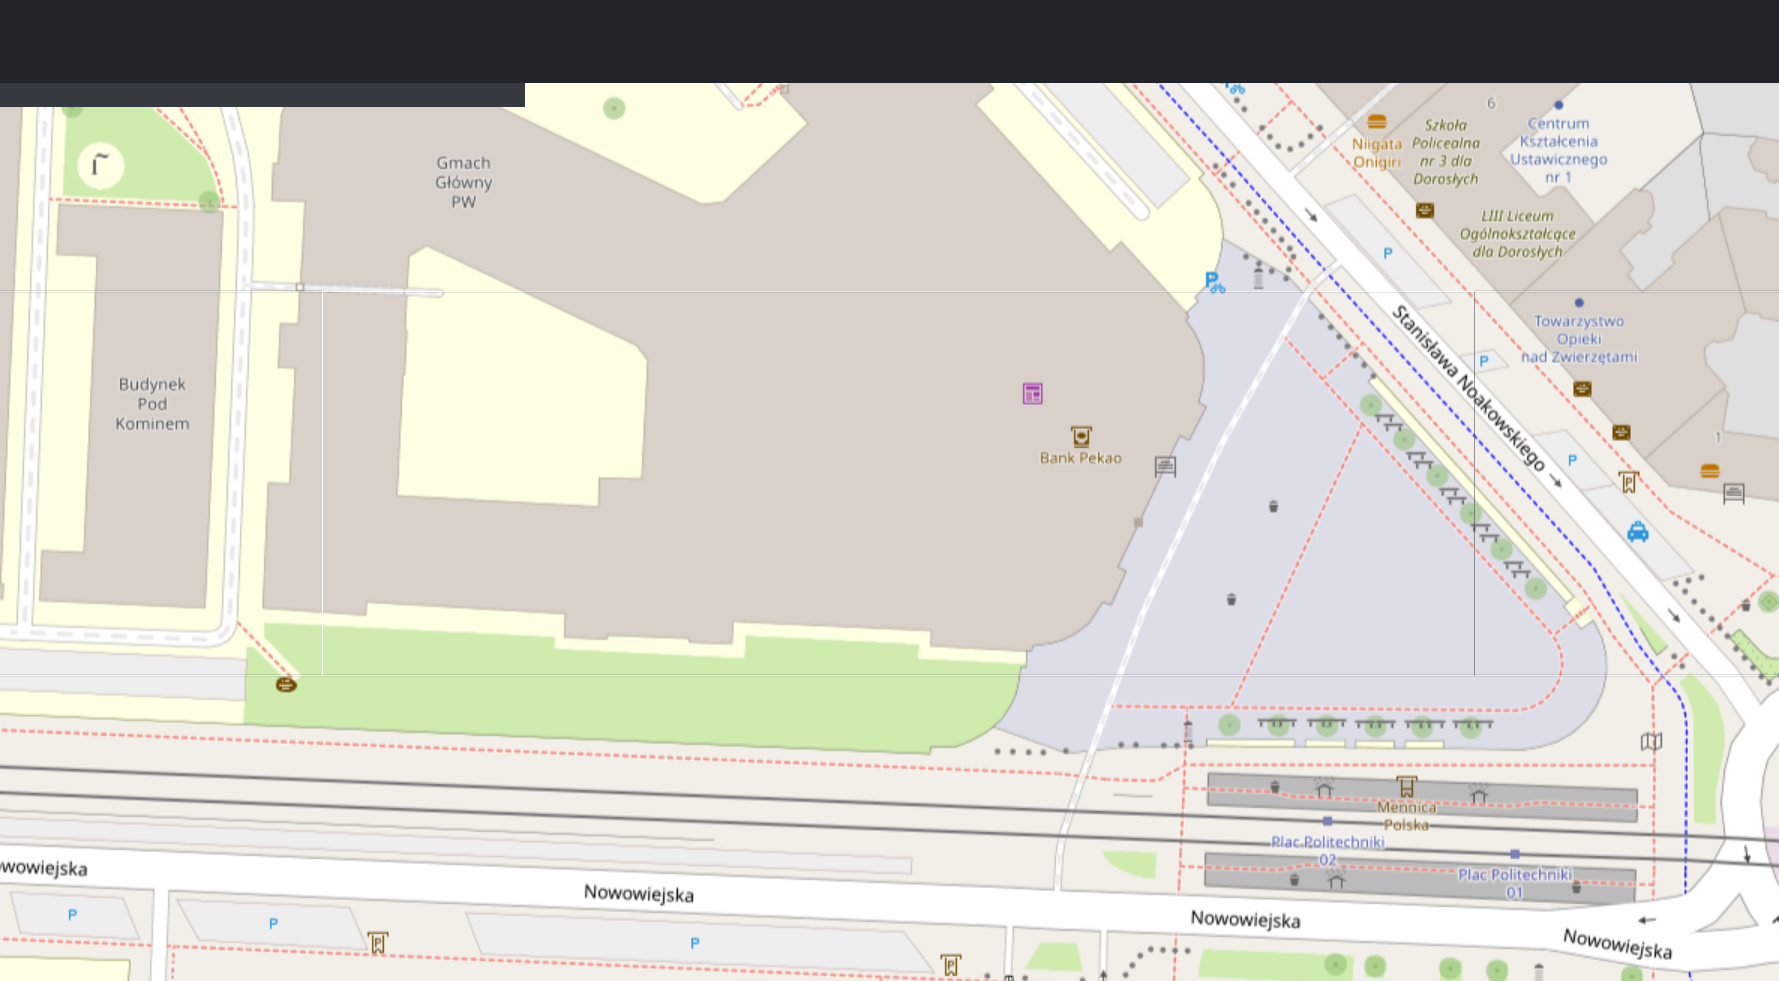 6
Centrum
Kształcenia
Ustawicznego
nr 1
Niigata
Onigiri
Szkoła
Policealna
nr 3 dla
Dorosłych
Gmach
Główny
PW
LIII Liceum
Ogólnokształcące
dla Dorosłych
P
P
Stanisława Noakowskiego
Towarzystwo
Opieki
nad Zwierzętami
P
Budynek
Pod
Kominem
1
Bank Pekao
P
Mennica
Polska
Plac Politechniki
02
Plac Politechniki
01
owowiejska
Nowowiejska
Nowowiejska
Nowowiejska
P
P
P
P
P
P